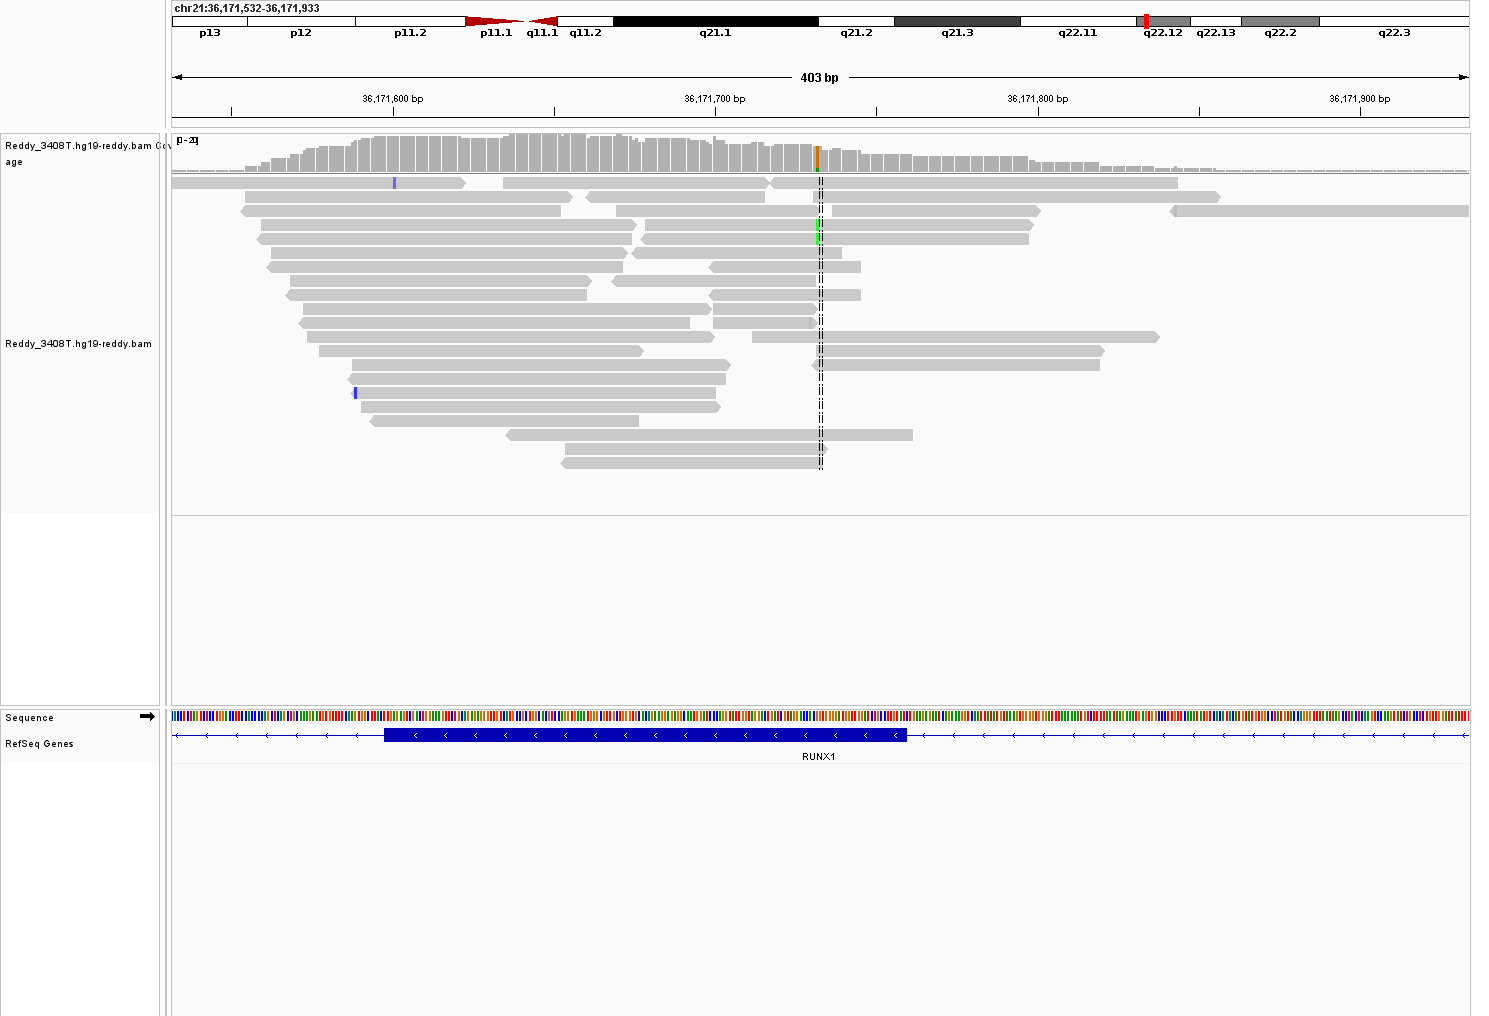 chr21:36,171,532-36,171,933
p13 p12 p11.2 p11.1 q11.1 q11.2 q21.1 q21.2 q21.3 q22.11 q22.12 q22.13 q22.2 q22.3
403 bp
36,171,600 bp 36,171,700 bp 36,171,800 bp 36,171,900 bp
[0 - 20]
Reddy_3408T.hg19-reddy.bam Cov
age
Reddy_3408T.hg19-reddy.bam
Sequence
RefSeq Genes
RUNX1